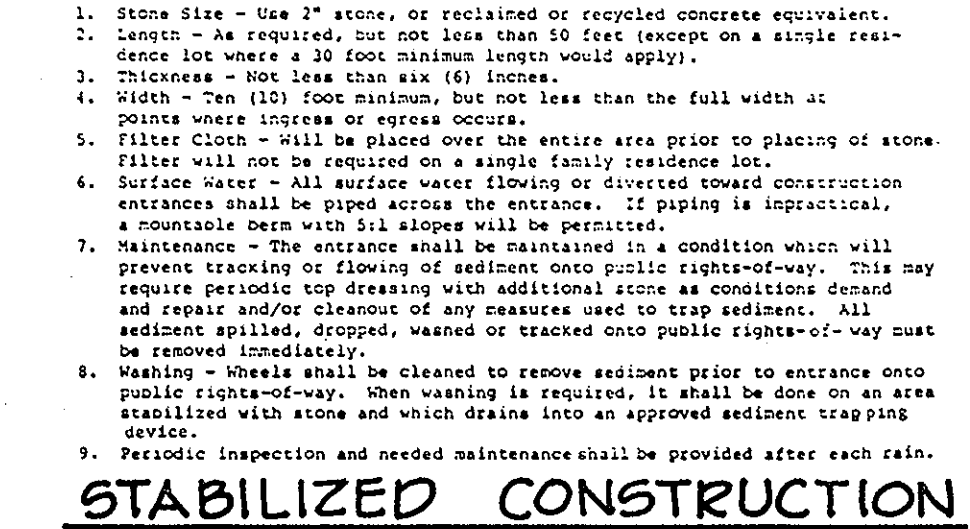 1. Stone Size - Use 2" stone, or reclaimed or recycled concrete equivalent.
2. Length - As required, but not less than 50 feet (except on a single resi-
dence lot where a 30 foot minimum length would apply).
3. Thickness - Not less than six (6) inches.
4. Width - Ten (10) foot minimum, but not less than the full width at
points where ingress or egress occurs.
5. Filter Cloth - Will be placed over the entire area prior to placing of stone.
Filter will not be required on a single family residence lot.
6. Surface Water - All surface water flowing or diverted toward construction
entrances shall be piped across the entrance. If piping is impractical,
a mountable berm with 5:1 slopes will be permitted.
7. Maintenance - The entrance shall be maintained in a condition which will
prevent tracking or flowing of sediment onto public rights-of-way. This may
require periodic top dressing with additional stone as conditions demand
and repair and/or cleanout of any measures used to trap sediment. All
sediment spilled, dropped, washed or tracked onto public rights-of- way must
be removed immediately.
8. Washing - Wheels shall be cleaned to remove sediment prior to entrance onto
public rights-of-way. When washing is required, it shall be done on an area
stabilized with stone and which drains into an approved sediment trapping
device.
9. Periodic inspection and needed maintenance shall be provided after each rain.
STABILIZED CONSTRUCTION